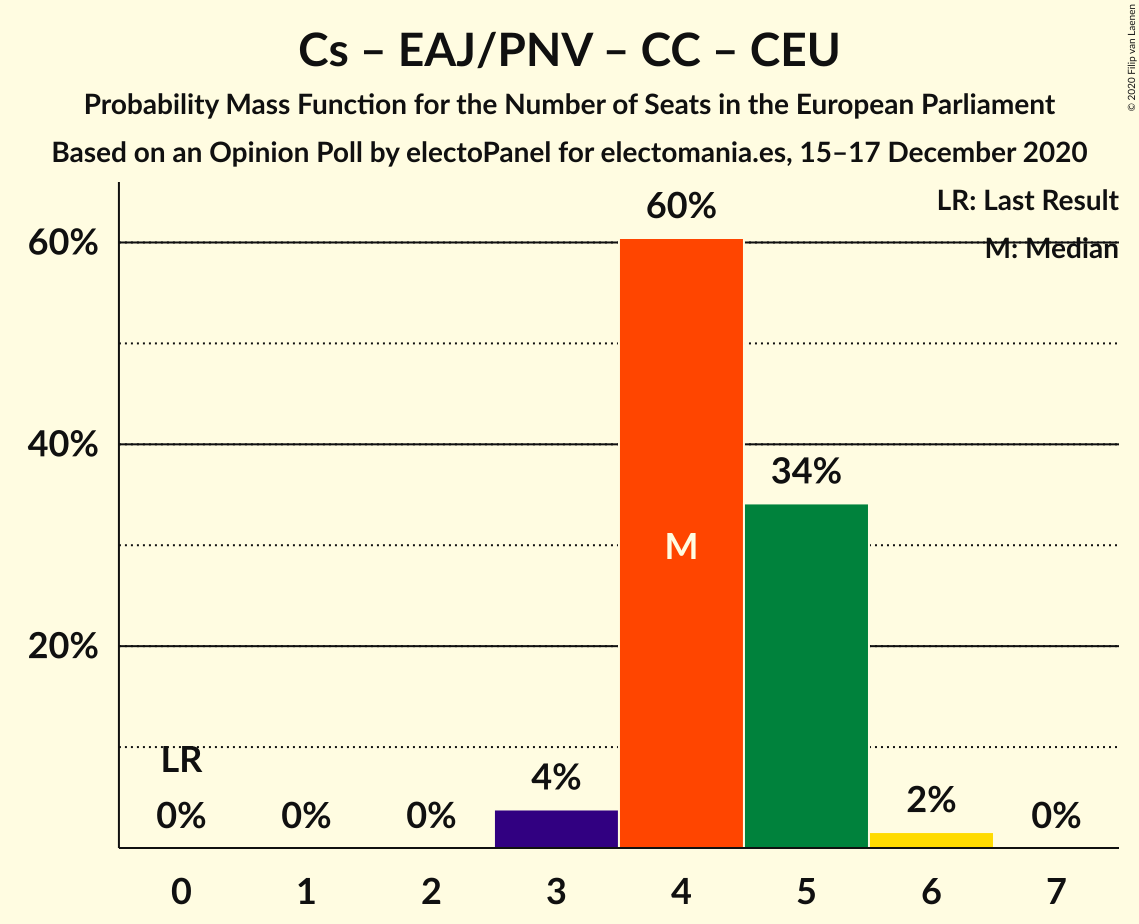 Cs – EAJ/PNV – CC – CEU
Probability Mass Function for the Number of Seats in the European Parliament
Based on an Opinion Poll by electoPanel for electomania.es, 15–17 December 2020
© 2020 Filip van Laenen
LR: Last Result
M: Median
60%
40%
20%
60%
34%
M
LR
4%
2%
0%
0%
0%
0%
0 1 2 3 4 5 6 7